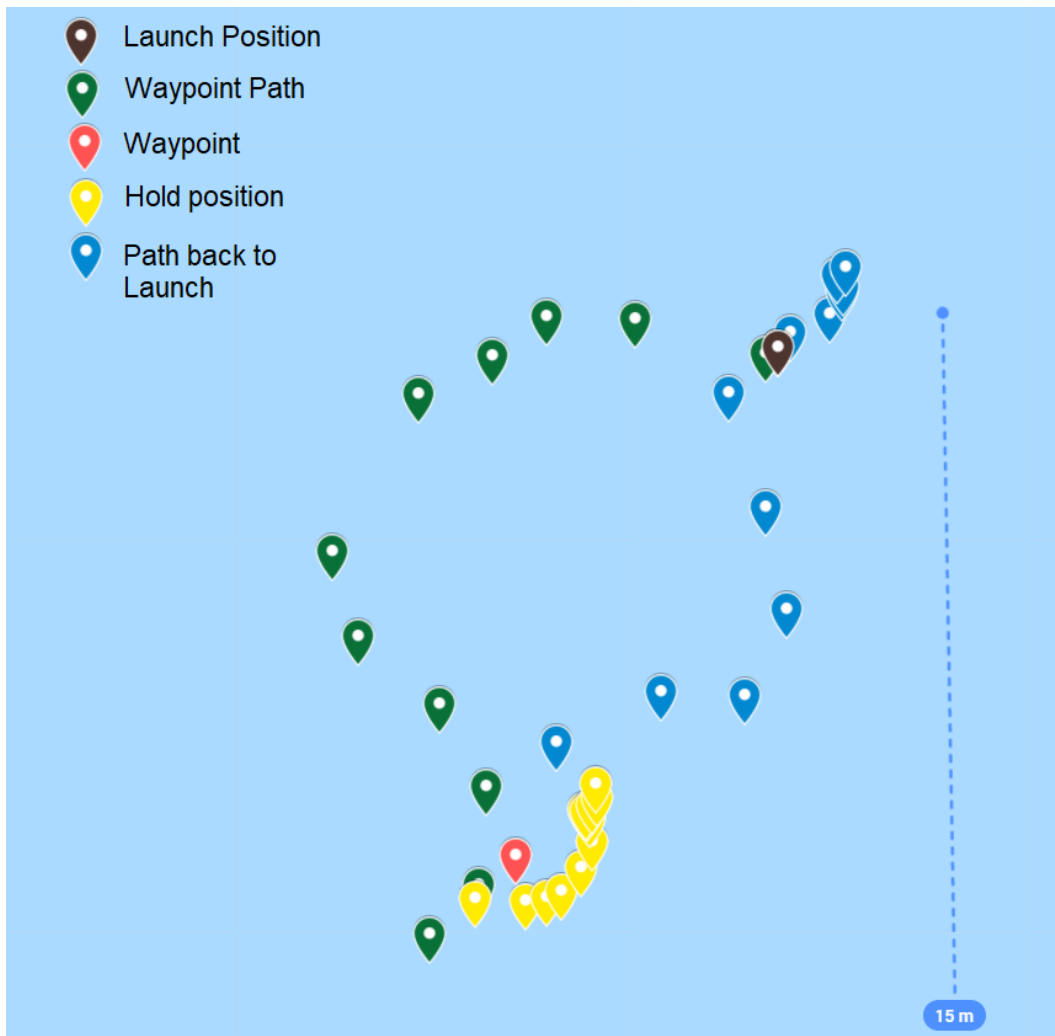 Launch Position
Waypoint Path
Waypoint
Hold position
Path back to
Launch
15 m